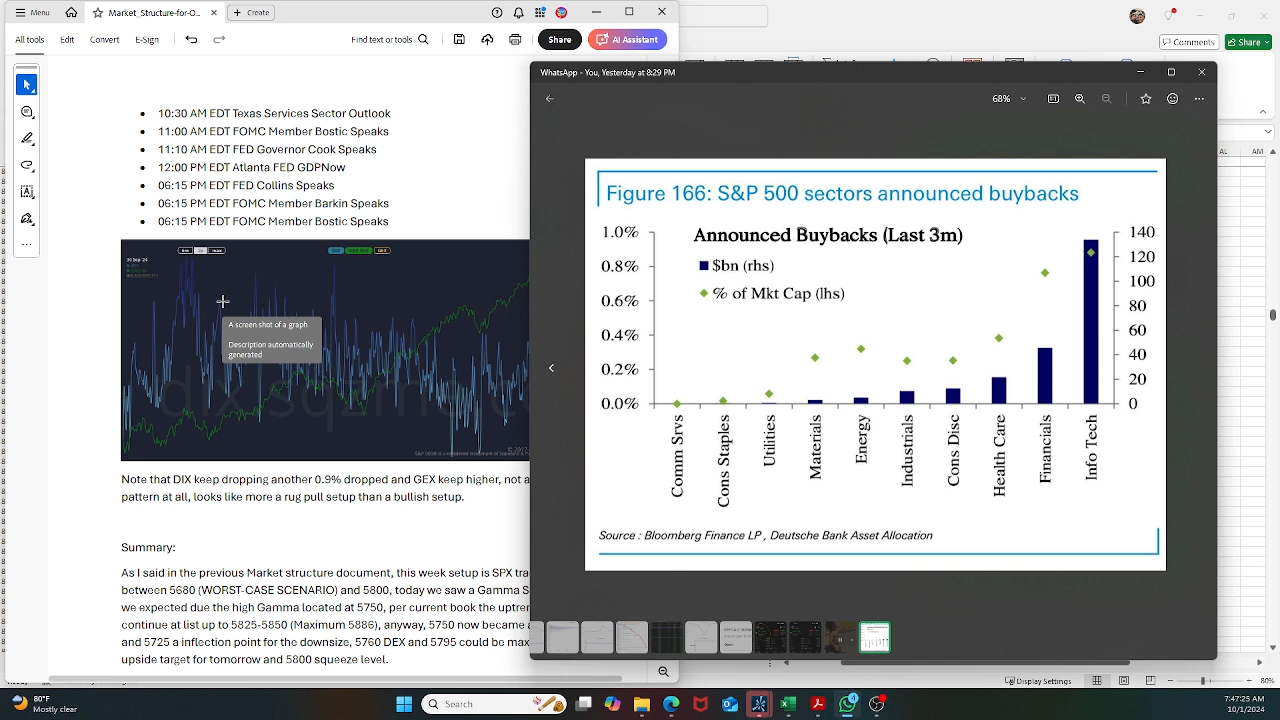 Menu
Market_Structure-for-O...
Create
All tools
Edit
Convert
E-Sign
Find text or tools
Share
AI Assistant
Comments
Share
10:30 AM EDT Texas Services Sector Outlook
11:00 AM EDT FOMC Member Bostic Speaks
11:10 AM EDT FED Governor Cook Speaks
12:00 PM EDT Atlanta FED GDPNow
06:15 PM EDT FED Collins Speaks
06:15 PM EDT FOMC Member Barkin Speaks
06:15 PM EDT FOMC Member Bostic Speaks
30 Sep '24
A screen shot of a graph
Description automatically
generated
dix.sqzme.co
Note that DIX keep dropping another 0.9% dropped and GEX keep higher, not a
pattern at all, looks like more a rug pull setup than a bullish setup.
Summary:
As I said in the previous Market structure document, this week setup is SPX tra
between 5680 (WORST-CASE SCENARIO) and 5800, today we saw a Gamma S
we expected due the high Gamma located at 5750, per current book the uptren
continue at list up to 5825-5850 (Maximum 5886), anyway, 5750 now became a
and 5725 a inflection point for the downsize, 5760 DEX and 5795 could be max
upside target for tomorrow and 5800 squeeze level.
WhatsApp - You, Yesterday at 8:29 PM
68%
Figure 166: S&P 500 sectors announced buybacks
Announced Buybacks (Last 3m)
$bn (rhs)
% of Mkt Cap (lhs)
1.0%
0.8%
0.6%
0.4%
0.2%
0.0%
140
120
100
80
60
40
20
0
Comm Srvs
Cons Staples
Utilities
Materials
Energy
Industrials
Cons Disc
Health Care
Financials
Info Tech
Source : Bloomberg Finance LP , Deutsche Bank Asset Allocation
AL
AM
Display Settings
80%
80°F
Mostly clear
Search
7:47:25 AM
10/1/2024